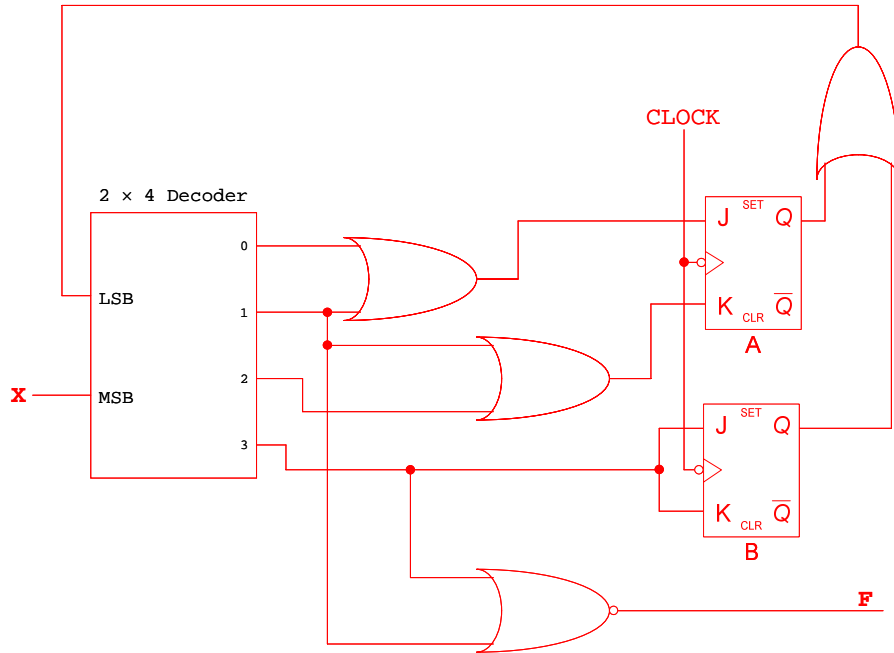 CLOCK
2 × 4 Decoder
SET
J Q
0
LSB
1
K Q
CLR
A
2
X MSB
SET
J Q
3
K Q
CLR
B
F